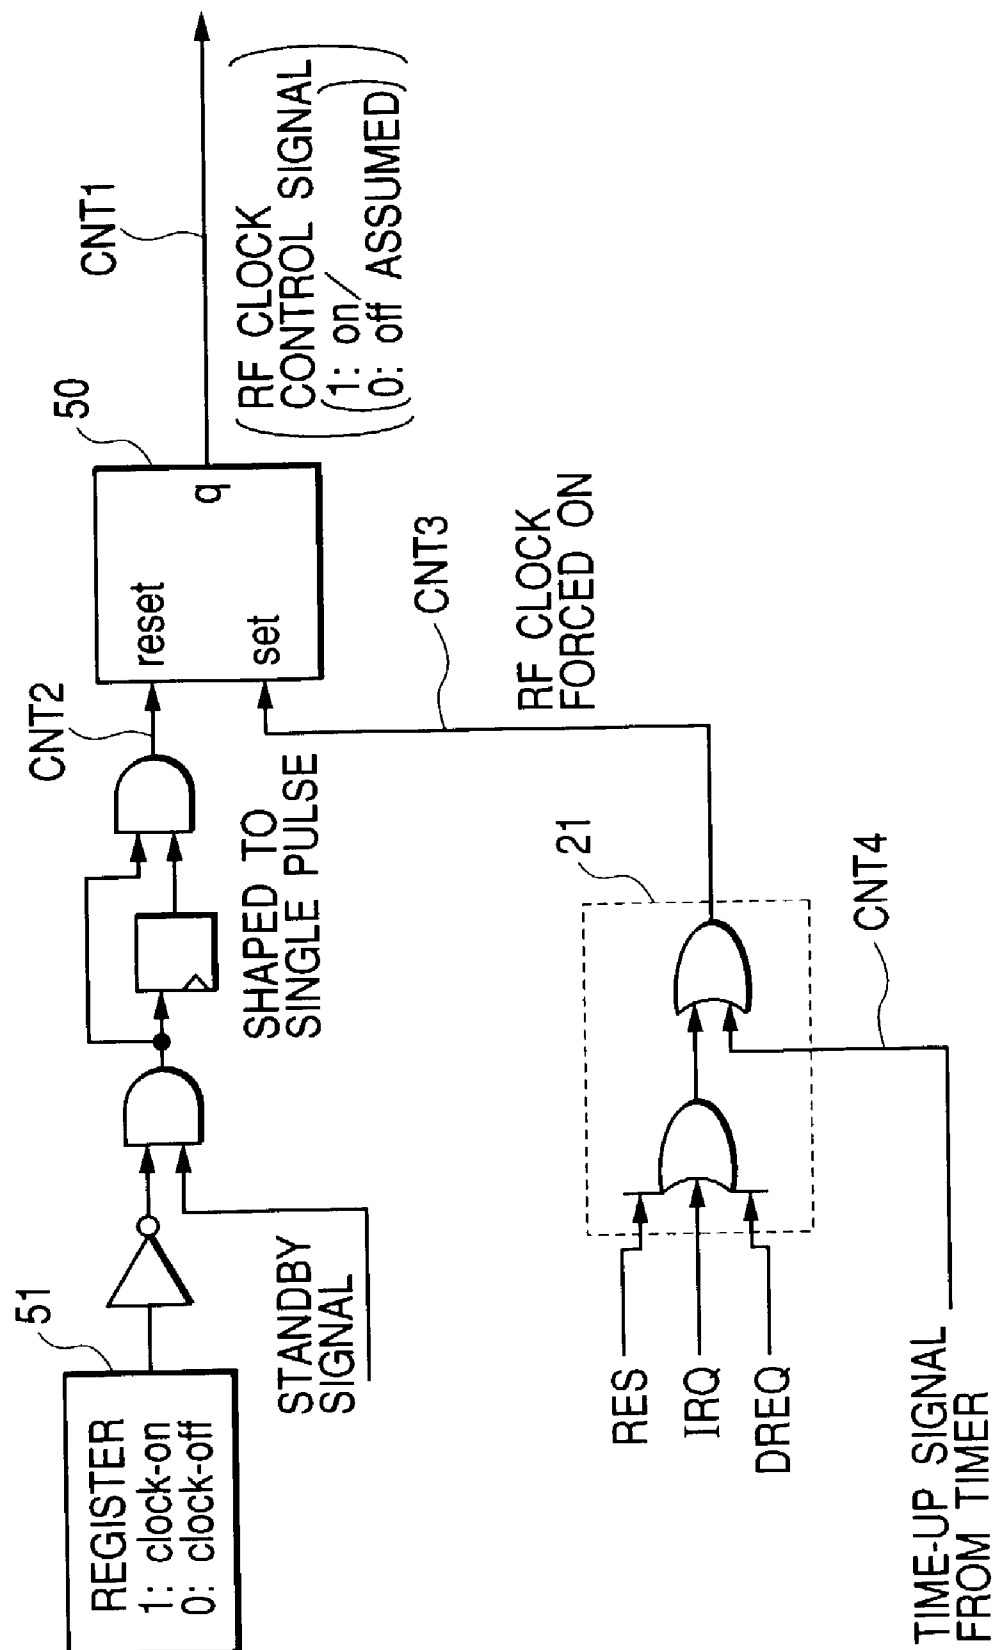 51
REGISTER
1: clock-on
0: clock-off
STANDBY
SIGNAL
SHAPED TO
SINGLE PULSE
CNT2
50
reset
set
q
CNT1
RF CLOCK
CONTROL SIGNAL
1: on
0: off ASSUMED
CNT3
RF CLOCK
FORCED ON
21
RES
IRQ
DREQ
CNT4
TIME-UP SIGNAL
FROM TIMER